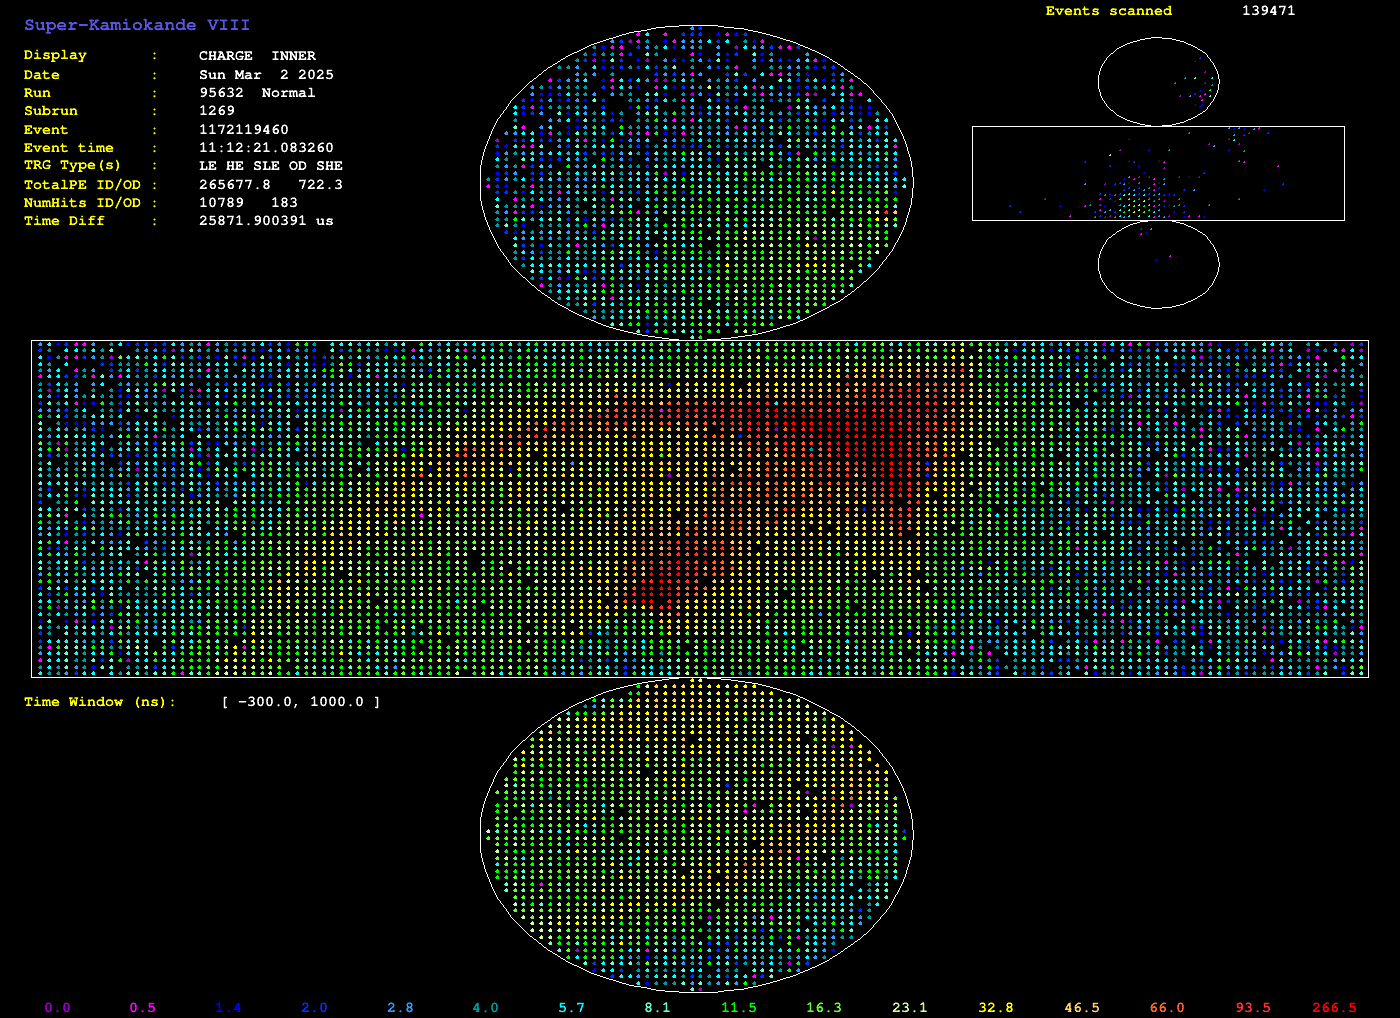 Super-Kamiokande VIII
Events scanned 139471
Display : CHARGE INNER
Date : Sun Mar 2 2025
Run : 95632 Normal
Subrun : 1269
Event : 1172119460
Event time : 11:12:21.083260
TRG Type(s) : LE HE SLE OD SHE
TotalPE ID/OD : 265677.8 722.3
NumHits ID/OD : 10789 183
Time Diff : 25871.900391 us
Time Window (ns): [ -300.0, 1000.0 ]
0.0 0.5 1.4 2.0 2.8 4.0 5.7 8.1 11.5 16.3 23.1 32.8 46.5 66.0 93.5 266.5